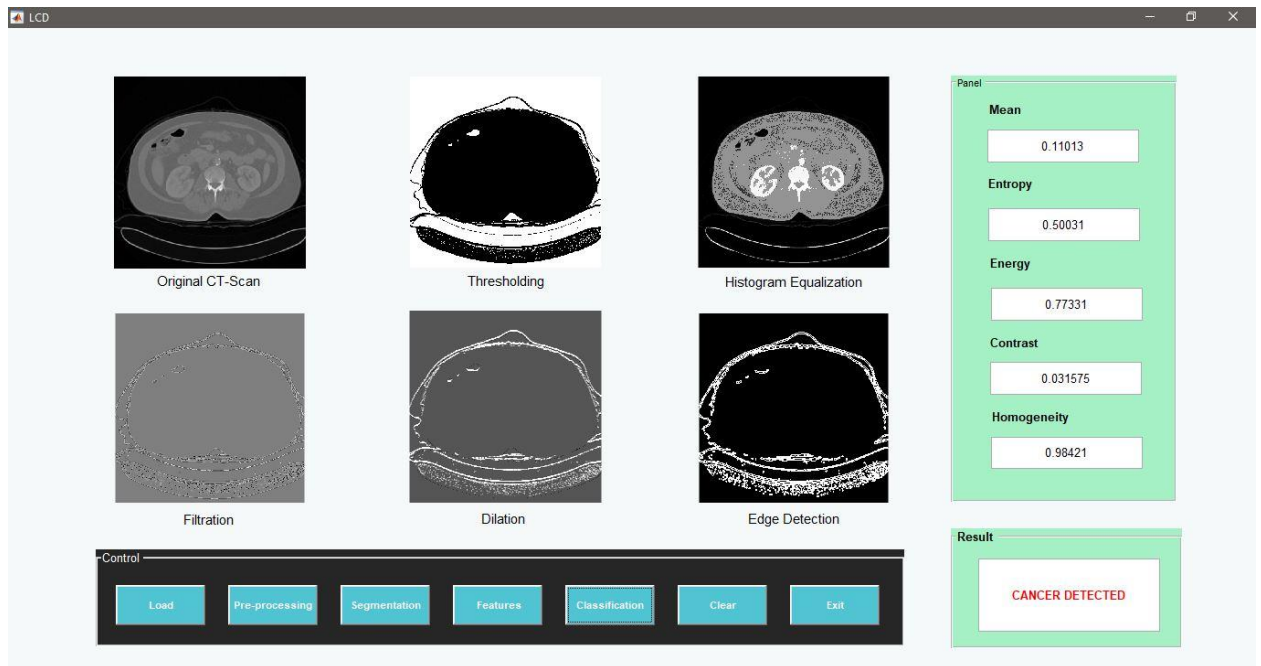 LCD
Original CT-Scan
Thresholding
Histogram Equalization
Filtration
Dilation
Edge Detection
Panel
Mean
0.11013
Entropy
0.50031
Energy
0.77331
Contrast
0.031575
Homogeneity
0.98421
Control
Load
Pre-processing
Segmentation
Features
Classification
Clear
Exit
Result
CANCER DETECTED